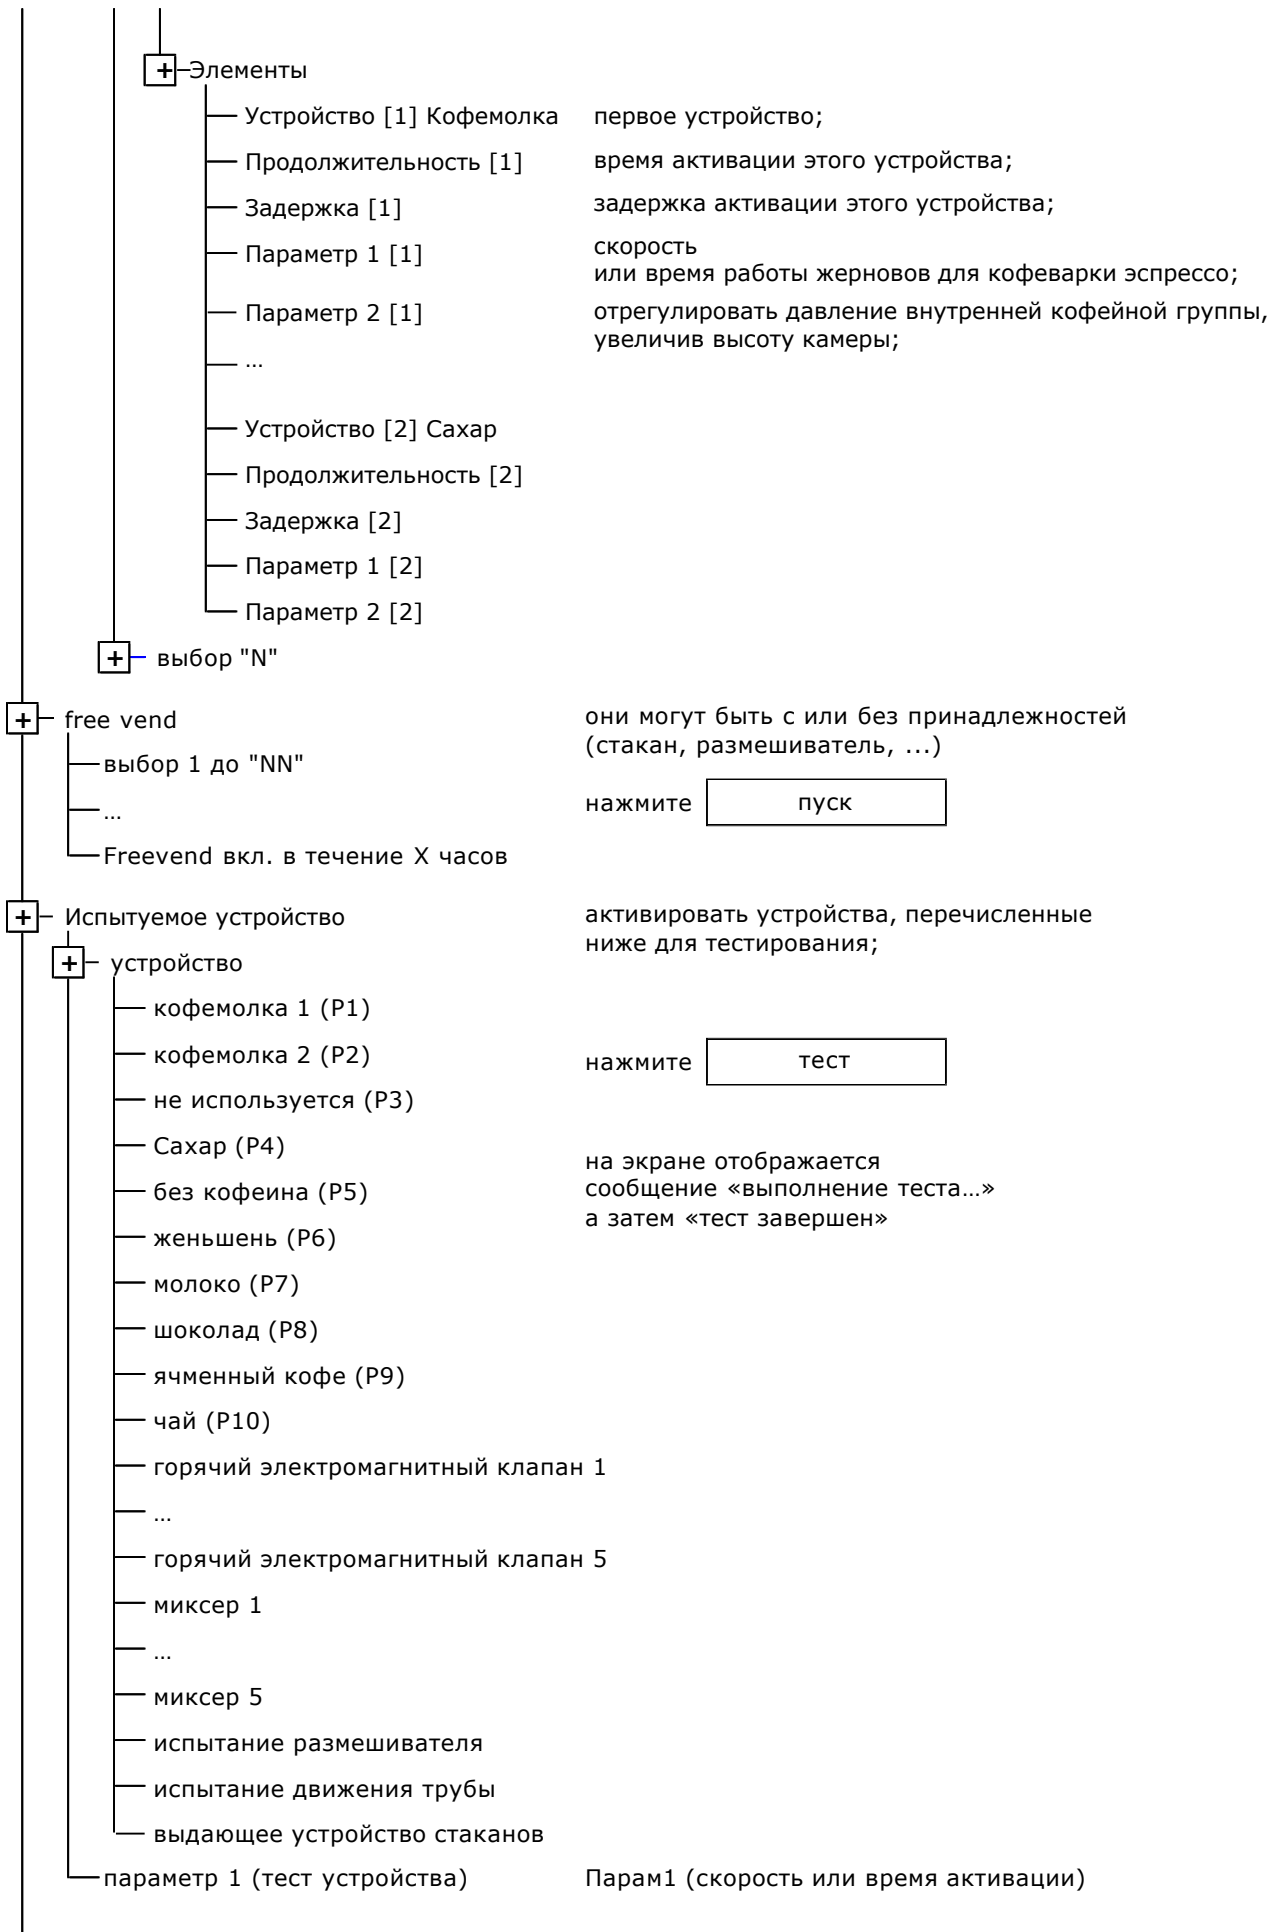 Элементы
Устройство [1] Кофемолка первое устройство;
Продолжительность [1] время активации этого устройства;
Задержка [1] задержка активации этого устройства;
Параметр 1 [1] скорость
или время работы жерновов для кофеварки эспрессо;
Параметр 2 [1] отрегулировать давление внутренней кофейной группы,
увеличив высоту камеры;
...
Устройство [2] Сахар
Продолжительность [2]
Задержка [2]
Параметр 1 [2]
Параметр 2 [2]
выбор "N"
free vend они могут быть с или без принадлежностей
(стакан, размешиватель, ...)
выбор 1 до "NN"
... нажмите пуск
Freevend вкл. в течение X часов
Испытуемое устройство активировать устройства, перечисленные
ниже для тестирования;
устройство
кофемолка 1 (P1)
кофемолка 2 (P2) нажмите тест
не используется (P3)
Сахар (P4)
на экране отображается
без кофеина (P5) сообщение «выполнение теста...»
а затем «тест завершен»
женьшень (P6)
молоко (P7)
шоколад (P8)
ячменный кофе (P9)
чай (P10)
горячий электромагнитный клапан 1
...
горячий электромагнитный клапан 5
миксер 1
...
миксер 5
испытание размешивателя
испытание движения трубы
выдающее устройство стаканов
параметр 1 (тест устройства) Парам1 (скорость или время активации)